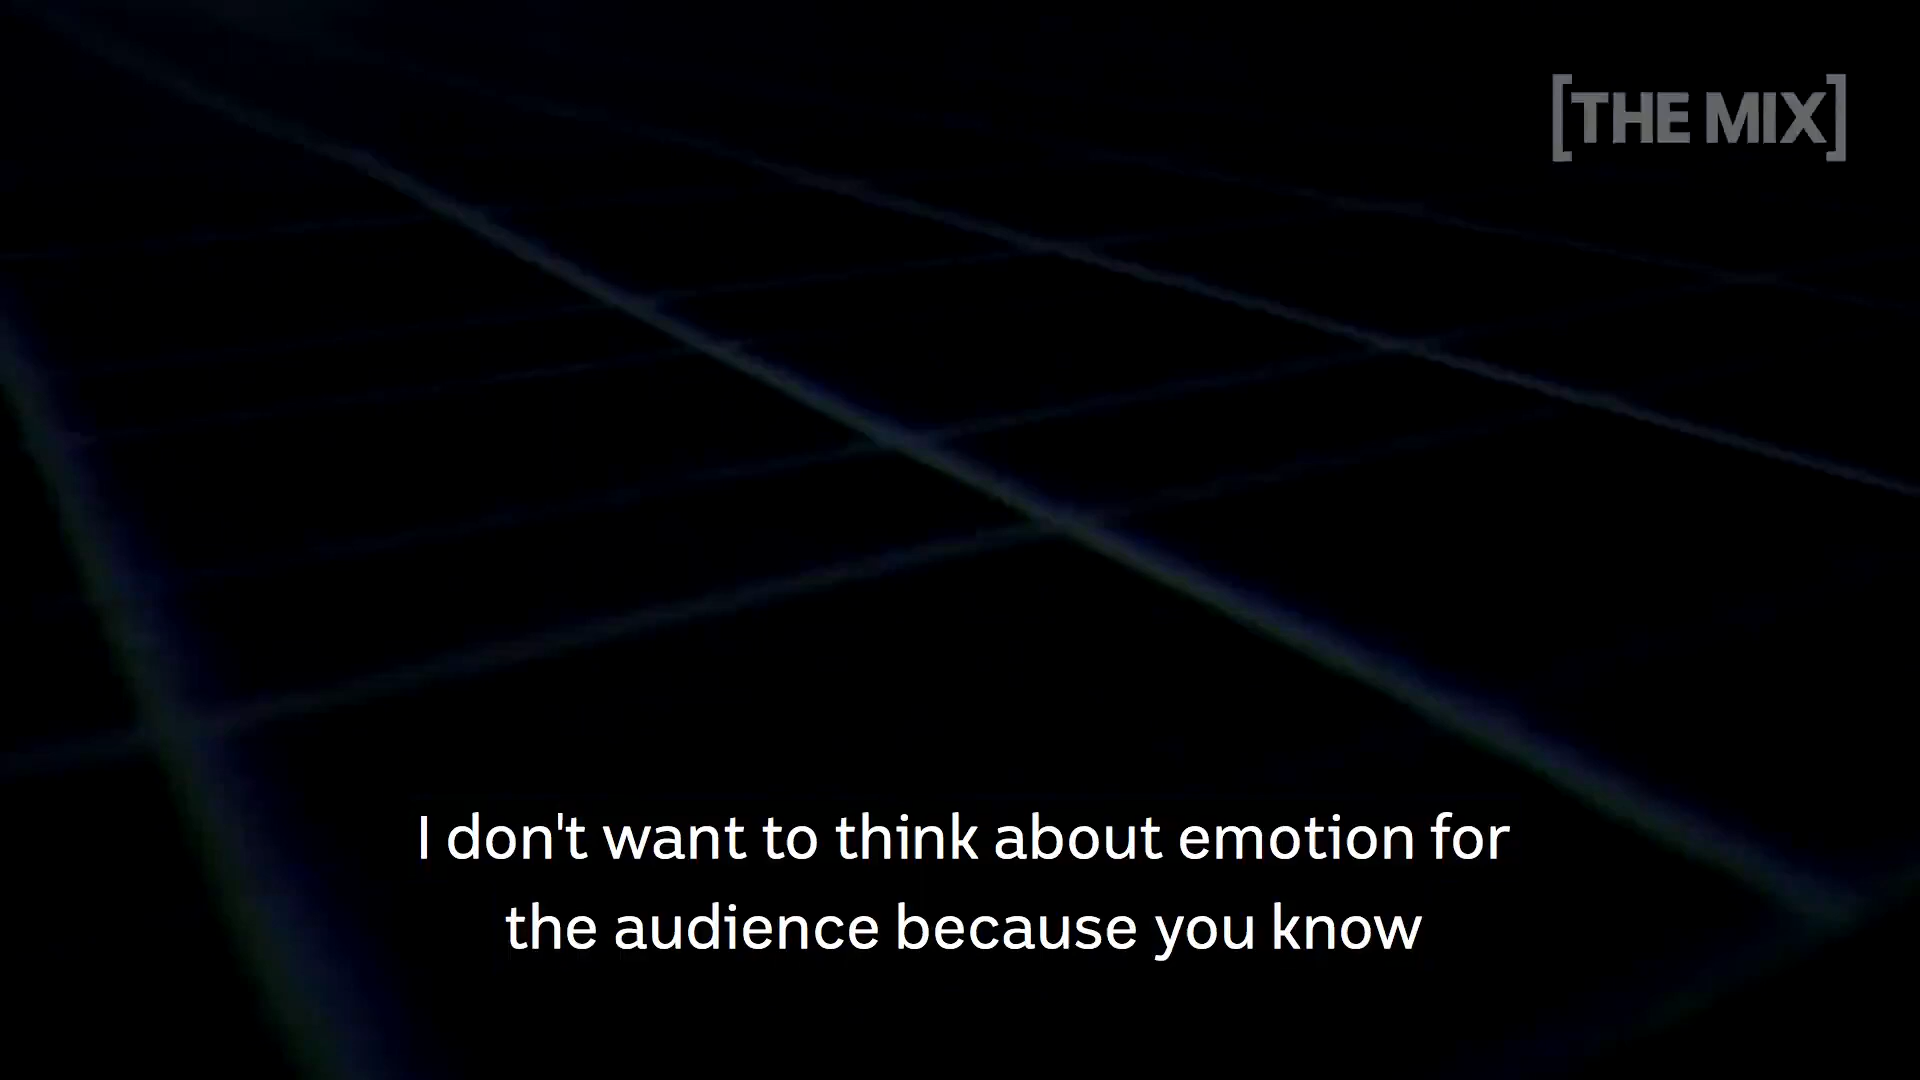 [THE MIX]
I don't want to think about emotion for
the audience because you know